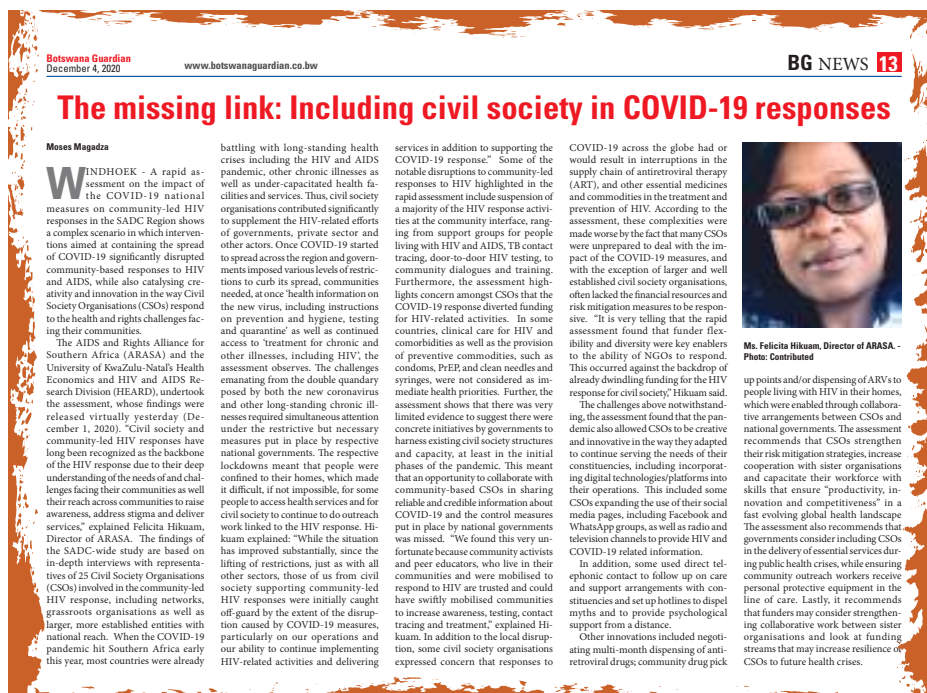 Botswana Guardian
December 4, 2020
www.botswanaguardian.co.bw
BG NEWS 13
The missing link: Including civil society in COVID-19 responses
Moses Magadza
WINDHOEK - A rapid as-
sessment on the impact of
the COVID-19 national
measures on community-led HIV
responses in the SADC Region shows
a complex scenario in which interven-
tions aimed at containing the spread
of COVID-19 significantly disrupted
community-based responses to HIV
and AIDS, while also catalysing cre-
ativity and innovation in the way Civil
Society Organisations (CSOs) respond
to the health and rights challenges fac-
ing their communities.
The AIDS and Rights Alliance for
Southern Africa (ARASA) and the
University of KwaZulu-Natal's Health
Economics and HIV and AIDS Re-
search Division (HEARD), undertook
the assessment, whose findings were
released virtually yesterday (De-
cember 1, 2020). "Civil society and
community-led HIV responses have
long been recognized as the backbone
of the HIV response due to their deep
understanding of the needs of and chal-
lenges facing their communities as well
their reach across communities to raise
awareness, address stigma and deliver
services," explained Felicita Hikuam,
Director of ARASA. The findings of
the SADC-wide study are based on
in-depth interviews with representa-
tives of 25 Civil Society Organisations
(CSOs) involved in the community-led
HIV response, including networks,
grassroots organisations as well as
larger, more established entities with
national reach. When the COVID-19
pandemic hit Southern Africa early
this year, most countries were already
battling with long-standing health
crises including the HIV and AIDS
pandemic, other chronic illnesses as
well as under-capacitated health fa-
cilities and services. Thus, civil society
organisations contributed significantly
to supplement the HIV-related efforts
of governments, private sector and
other actors. Once COVID-19 started
to spread across the region and govern-
ments imposed various levels of restric-
tions to curb its spread, communities
needed, at once 'health information on
the new virus, including instructions
on prevention and hygiene, testing
and quarantine' as well as continued
access to 'treatment for chronic and
other illnesses, including HIV', the
assessment observes. The challenges
emanating from the double quandary
posed by both the new coronavirus
and other long-standing chronic ill-
nesses required simultaneous attention
under the restrictive but necessary
measures put in place by respective
national governments. The respective
lockdowns meant that people were
confined to their homes, which made
it difficult, if not impossible, for some
people to access health services and for
civil society to continue to do outreach
work linked to the HIV response. Hi-
kuam explained: "While the situation
has improved substantially, since the
lifting of restrictions, just as with all
other sectors, those of us from civil
society supporting community-led
HIV responses were initially caught
off-guard by the extent of the disrup-
tion caused by COVID-19 measures,
particularly on our operations and
our ability to continue implementing
HIV-related activities and delivering
services in addition to supporting the
COVID-19 response." Some of the
notable disruptions to community-led
responses to HIV highlighted in the
rapid assessment include suspension of
a majority of the HIV response activi-
ties at the community interface, rang-
ing from support groups for people
living with HIV and AIDS, TB contact
tracing, door-to-door HIV testing, to
community dialogues and training.
Furthermore, the assessment high-
lights concern amongst CSOs that the
COVID-19 response diverted funding
for HIV-related activities. In some
countries, clinical care for HIV and
comorbidities as well as the provision
of preventive commodities, such as
condoms, PrEP, and clean needles and
syringes, were not considered as im-
mediate health priorities. Further, the
assessment shows that there was very
limited evidence to suggest there were
concrete initiatives by governments to
harness existing civil society structures
and capacity, at least in the initial
phases of the pandemic. This meant
that an opportunity to collaborate with
community-based CSOs in sharing
reliable and credible information about
COVID-19 and the control measures
put in place by national governments
was missed. "We found this very un-
fortunate because community activists
and peer educators, who live in their
communities and were mobilised to
respond to HIV are trusted and could
have swiftly mobilised communities
to increase awareness, testing, contact
tracing and treatment," explained Hi-
kuam. In addition to the local disrup-
tion, some civil society organisations
expressed concern that responses to
COVID-19 across the globe had or
would result in interruptions in the
supply chain of antiretroviral therapy
(ART), and other essential medicines
and commodities in the treatment and
prevention of HIV. According to the
assessment, these complexities were
made worse by the fact that many CSOs
were unprepared to deal with the im-
pact of the COVID-19 measures, and
with the exception of larger and well
established civil society organisations,
often lacked the financial resources and
risk mitigation measures to be respon-
sive. "It is very telling that the rapid
assessment found that funder flex-
ibility and diversity were key enablers
to the ability of NGOs to respond.
This occurred against the backdrop of
already dwindling funding for the HIV
response for civil society," Hikuam said.
The challenges above notwithstand-
ing, the assessment found that the pan-
demic also allowed CSOs to be creative
and innovative in the way they adapted
to continue serving the needs of their
constituencies, including incorporat-
ing digital technologies/platforms into
their operations. This included some
CSOs expanding the use of their social
media pages, including Facebook and
WhatsApp groups, as well as radio and
television channels to provide HIV and
COVID-19 related information.
In addition, some used direct tel-
ephonic contact to follow up on care
and support arrangements with con-
stituencies and set up hotlines to dispel
myths and to provide psychological
support from a distance.
Other innovations included negoti-
ating multi-month dispensing of anti-
retroviral drugs; community drug pick
Ms. Felicita Hikuam, Director of ARASA. -
Photo: Contributed
up points and/or dispensing of ARVs to
people living with HIV in their homes,
which were enabled through collabora-
tive arrangements between CSOs and
national governments. The assessment
recommends that CSOs strengthen
their risk mitigation strategies, increase
cooperation with sister organisations
and capacitate their workforce with
skills that ensure "productivity, in-
novation and competitiveness" in a
fast evolving global health landscape
The assessment also recommends that
governments consider including CSOs
in the delivery of essential services dur-
ing public health crises, while ensuring
community outreach workers receive
personal protective equipment in the
line of care. Lastly, it recommends
that funders may consider strengthen-
ing collaborative work between sister
organisations and look at funding
streams that may increase resilience of
CSOs to future health crises.